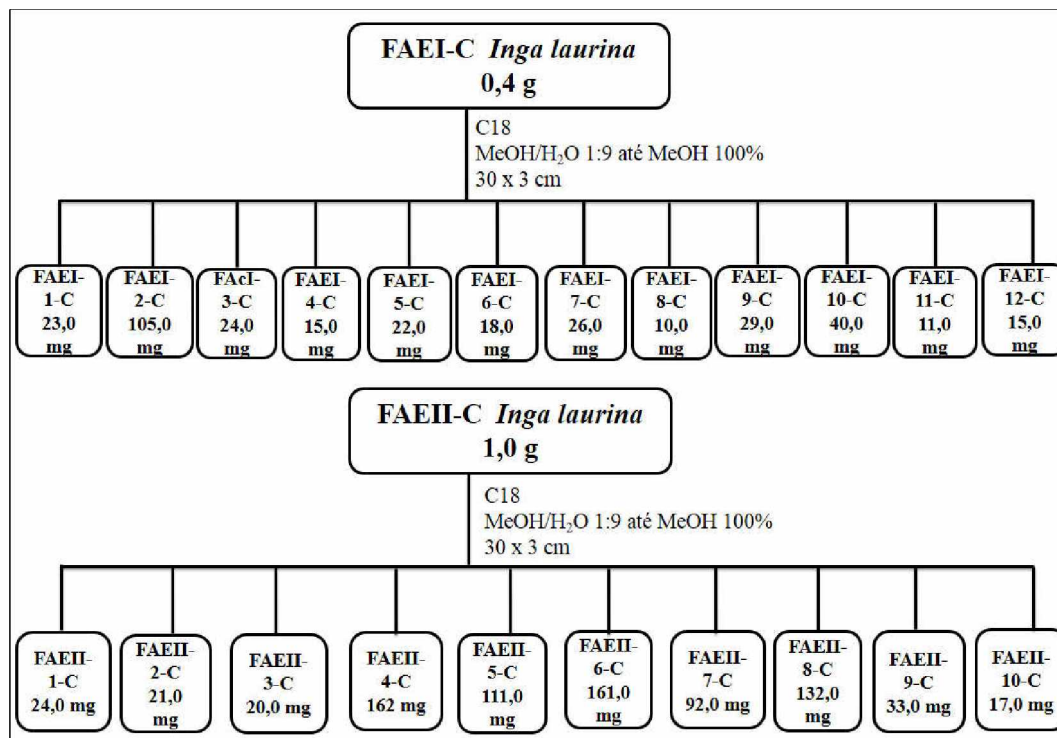 FAEI-C Inga laurina
0,4 g
C18
MeOH/H₂O 1:9 até MeOH 100%
30 x 3 cm
FAEI-
1-C
23,0
mg
FAEI-
2-C
105,0
mg
FAcI-
3-C
24,0
mg
FAEI-
4-C
15,0
mg
FAEI-
5-C
22,0
mg
FAEI-
6-C
18,0
mg
FAEI-
7-C
26,0
mg
FAEI-
8-C
10,0
mg
FAEI-
9-C
29,0
mg
FAEI-
10-C
40,0
mg
FAEI-
11-C
11,0
mg
FAEI-
12-C
15,0
mg
FAEII-C Inga laurina
1,0 g
C18
MeOH/H₂O 1:9 até MeOH 100%
30 x 3 cm
FAEII-
1-C
24,0 mg
FAEII-
2-C
21,0
mg
FAEII-
3-C
20,0 mg
FAEII-
4-C
162 mg
FAEII-
5-C
111,0
mg
FAEII-
6-C
161,0
mg
FAEII-
7-C
92,0 mg
FAEII-
8-C
132,0
mg
FAEII-
9-C
33,0 mg
FAEII-
10-C
17,0 mg